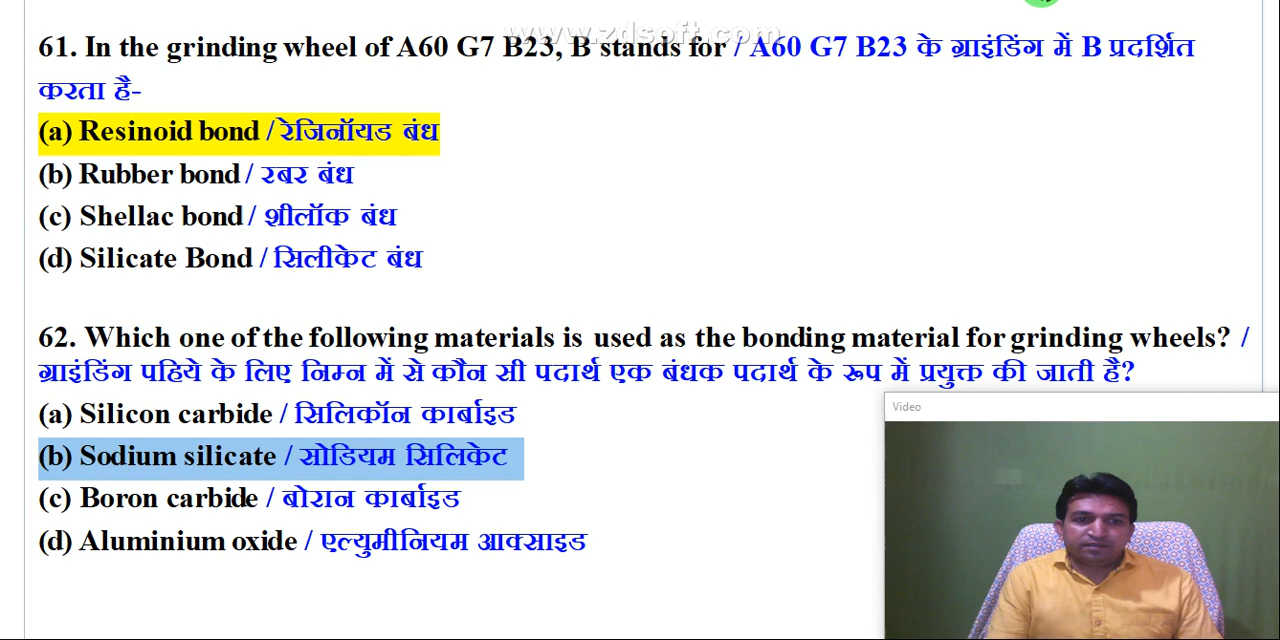 www.zdsoft.com
61. In the grinding wheel of A60 G7 B23, B stands for / A60 G7 B23 के ग्राइंडिंग में B प्रदर्शित
करता है-
(a) Resinoid bond / रेजिनॉयड बंध
(b) Rubber bond / रबर बंध
(c) Shellac bond / शीलॉक बंध
(d) Silicate Bond / सिलीकेट बंध
62. Which one of the following materials is used as the bonding material for grinding wheels? /
ग्राइंडिंग पहिये के लिए निम्न में से कौन सी पदार्थ एक बंधक पदार्थ के रूप में प्रयुक्त की जाती है?
(a) Silicon carbide / सिलिकॉन कार्बाइड
(b) Sodium silicate / सोडियम सिलिकेट
(c) Boron carbide / बोरान कार्बाइड
(d) Aluminium oxide / एल्युमीनियम आक्साइड
Video